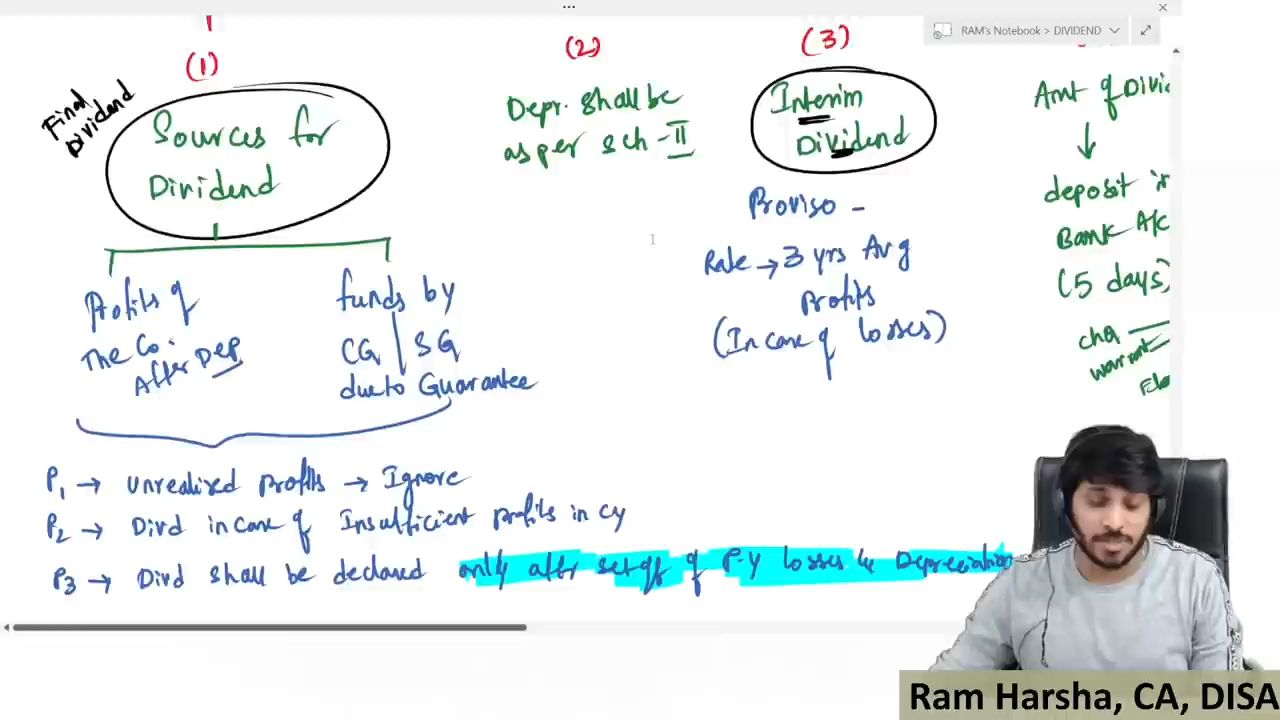 RAM's Notebook > DIVIDEND
(1)
(2)
(3)
Final
Dividend
Sources for
Dividend
Depr. shall be
as per sch-II
Interim
Dividend
Amt of Divi
deposit in
Bank A/c
(5 days)
chq
warrant
Proviso -
Rate → 3 yrs Avg
Profits
(In case of losses)
Profits of
The Co.
After Dep
funds by
CG | SG
due to Guarantee
P1 → unrealised profits → Ignore
P2 → Divd in case of Insufficient profits in cy
P3 → Divd shall be declared only after setoff of P.Y losses & Depreciation
Ram Harsha, CA, DISA